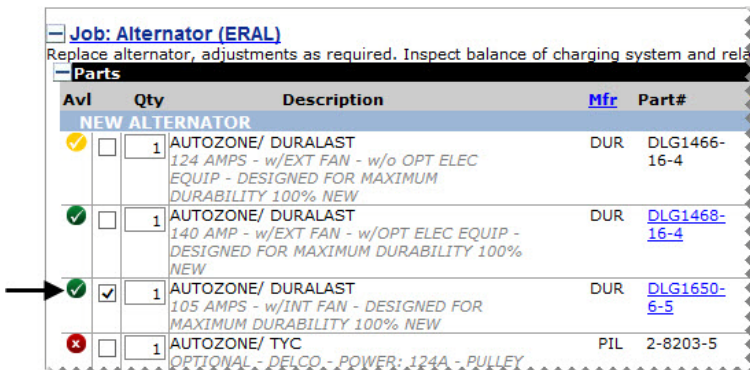 Job: Alternator (ERAL)
Replace alternator, adjustments as required. Inspect balance of charging system and
Parts
Avl Qty Description Mfr Part#
NEW ALTERNATOR
1 AUTOZONE/ DURALAST DUR DLG1466-
124 AMPS - w/EXT FAN - w/o OPT ELEC 16-4
EQUIP - DESIGNED FOR MAXIMUM
DURABILITY 100% NEW
1 AUTOZONE/ DURALAST DUR DLG1468-
140 AMP - w/EXT FAN - w/OPT ELEC EQUIP - 16-4
DESIGNED FOR MAXIMUM DURABILITY 100%
NEW
1 AUTOZONE/ DURALAST DUR DLG1650-
105 AMPS - w/INT FAN - DESIGNED FOR 6-5
MAXIMUM DURABILITY 100% NEW
1 AUTOZONE/ TYC PIL 2-8203-5
OPTIONAL - DELCO - POWER: 124A - PULLEY